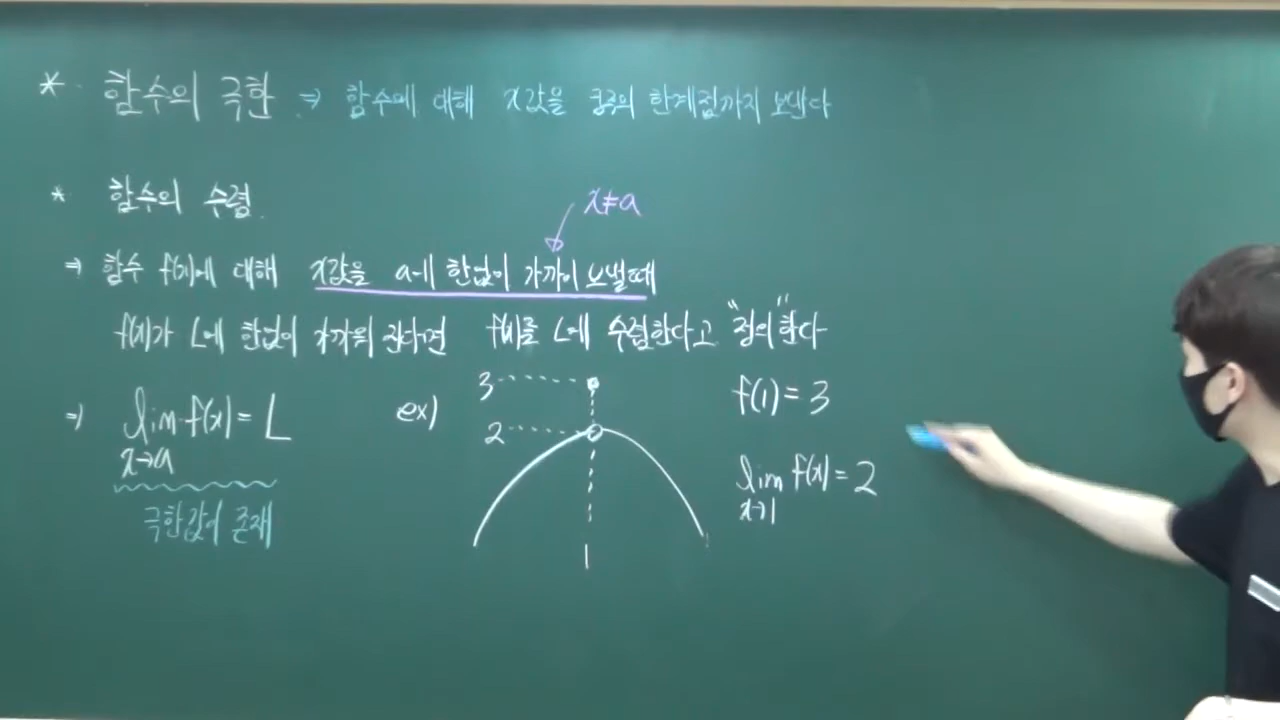 * 함수의 극한 ⇒ 함수에 대해 x값을 한계점까지 보낸다
* 함수의 수렴
x≠a
⇒ 함수 f(x)에 대해 x값을 a에 한없이 가까이 보낼때
f(x)가 L에 한없이 가까워 진다면 f(x)를 L에 수렴한다고 "정의"한다
⇒ lim f(x) = L
x→a
극한값이 존재
ex)
3
2
1
f(1) = 3
lim f(x) = 2
x→1